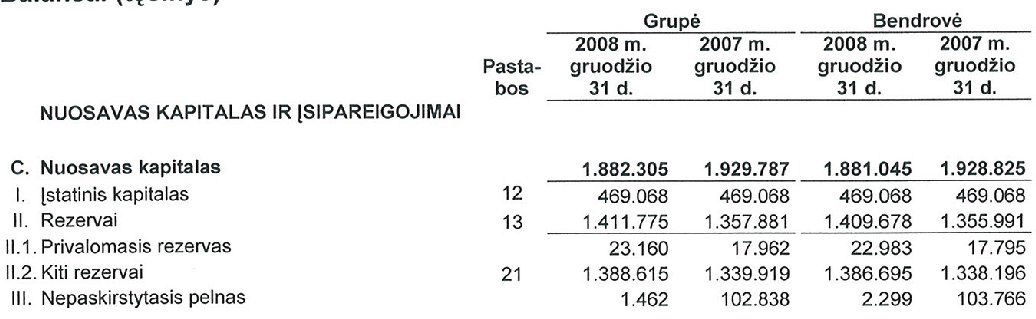 Grupė Bendrovė
2008 m. 2007 m. 2008 m. 2007 m.
Pasta- gruodžio gruodžio gruodžio gruodžio
bos 31 d. 31 d. 31 d. 31 d.
NUOSAVAS KAPITALAS IR ĮSIPAREIGOJIMAI
C. Nuosavas kapitalas 1.882.305 1.929.787 1.881.045 1.928.825
I. Įstatinis kapitalas 12 469.068 469.068 469.068 469.068
II. Rezervai 13 1.411.775 1.357.881 1.409.678 1.355.991
II.1. Privalomasis rezervas 23.160 17.962 22.983 17.795
II.2. Kiti rezervai 21 1.388.615 1.339.919 1.386.695 1.338.196
III. Nepaskirstytasis pelnas 1.462 102.838 2.299 103.766